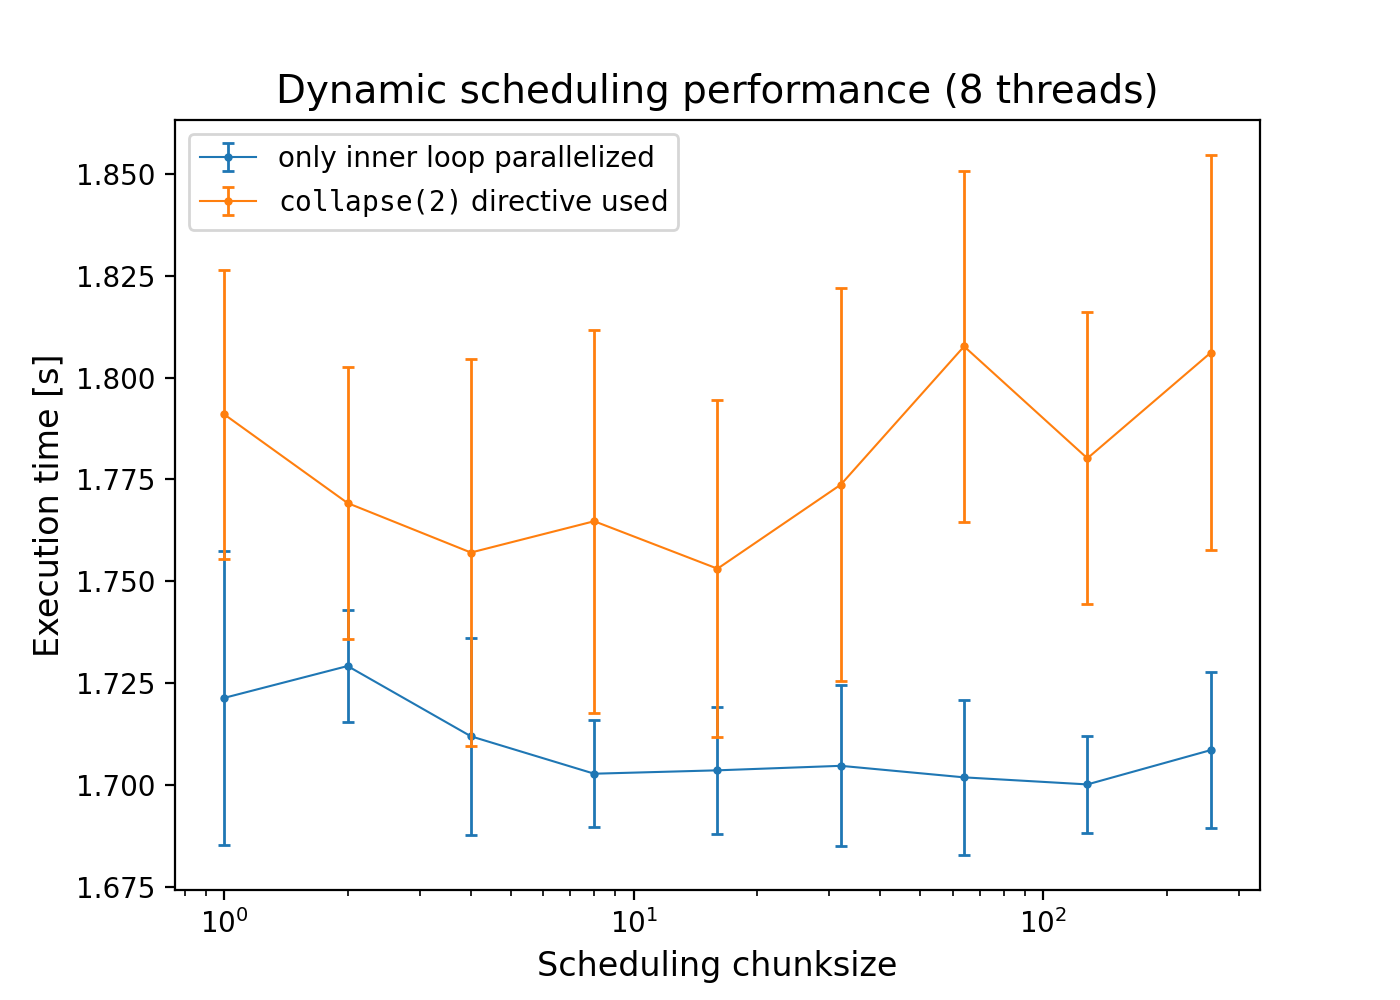 Dynamic scheduling performance (8 threads)
only inner loop parallelized
collapse(2) directive used
Execution time [s]
1.850
1.825
1.800
1.775
1.750
1.725
1.700
1.675
10⁰
10¹
10²
Scheduling chunksize